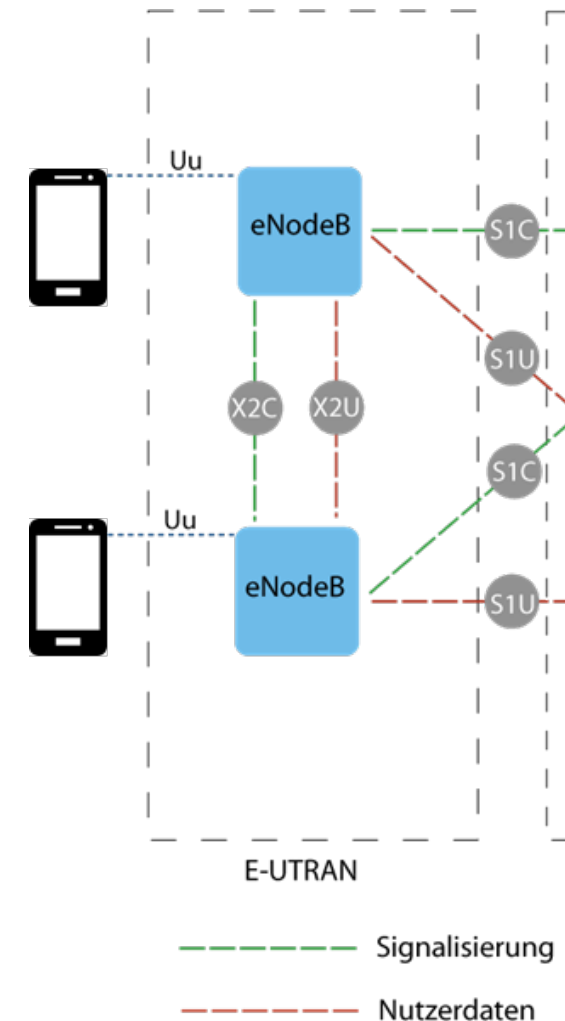 Uu
eNodeB
S1C
S1U
X2C
X2U
S1C
Uu
eNodeB
S1U
E-UTRAN
Signalisierung
Nutzerdaten